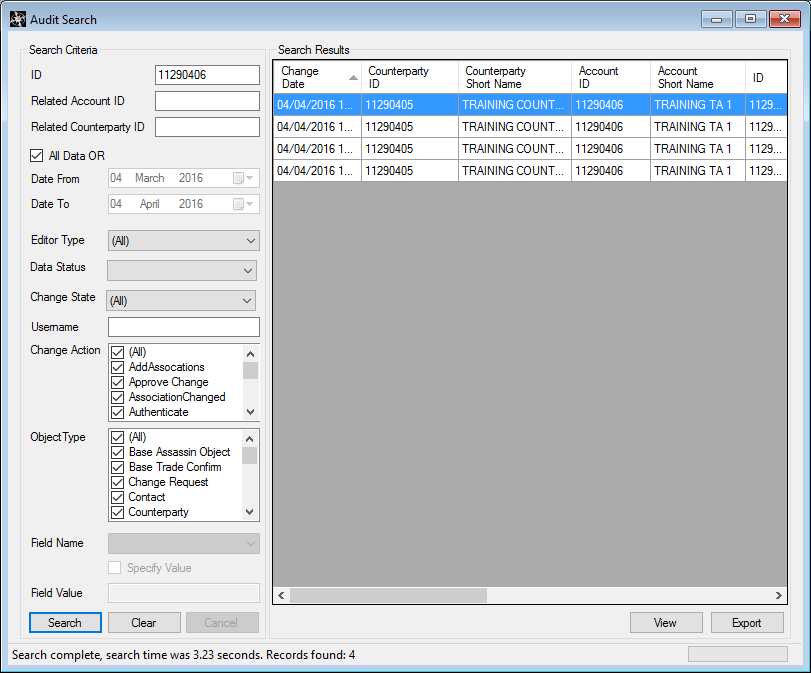 Audit Search
Search Criteria
ID 11290406
Related Account ID
Related Counterparty ID
All Data OR
Date From 04 March 2016
Date To 04 April 2016
Editor Type (All)
Data Status
Change State (All)
Username
Change Action (All)
AddAssocations
Approve Change
AssociationChanged
Authenticate
ObjectType (All)
Base Assassin Object
Base Trade Confirm
Change Request
Contact
Counterparty
Field Name
Specify Value
Field Value
Search Clear Cancel
Search Results
Change Date Counterparty ID Counterparty Short Name Account ID Account Short Name ID
04/04/2016 1... 11290405 TRAINING COUNT... 11290406 TRAINING TA 1 1129...
04/04/2016 1... 11290405 TRAINING COUNT... 11290406 TRAINING TA 1 1129...
04/04/2016 1... 11290405 TRAINING COUNT... 11290406 TRAINING TA 1 1129...
04/04/2016 1... 11290405 TRAINING COUNT... 11290406 TRAINING TA 1 1129...
View Export
Search complete, search time was 3.23 seconds. Records found: 4